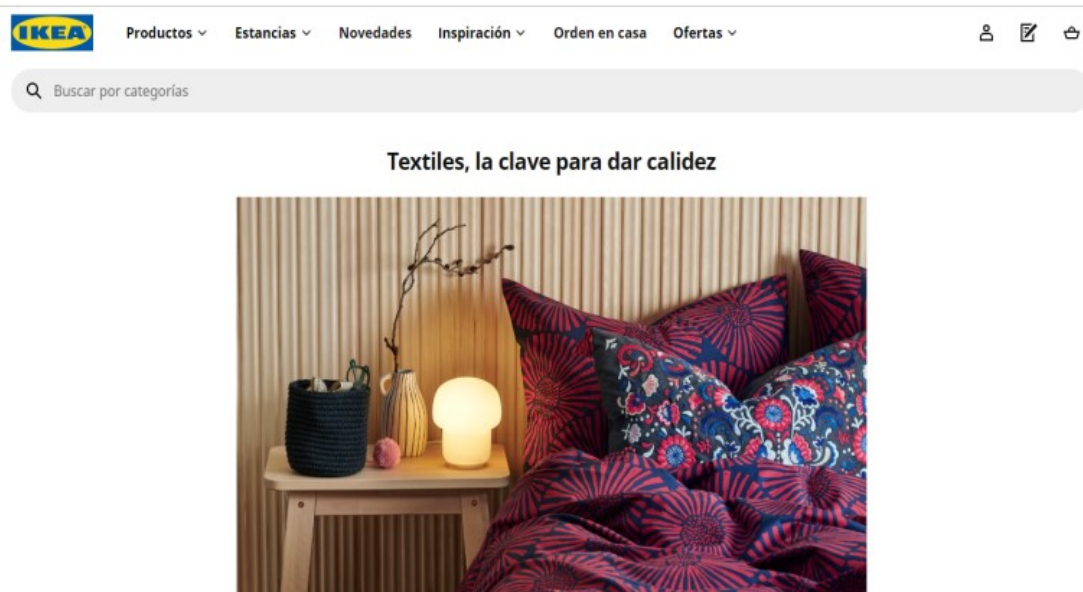 IKEA
Productos Estancias Novedades Inspiración Orden en casa Ofertas
Buscar por categorías
Textiles, la clave para dar calidez